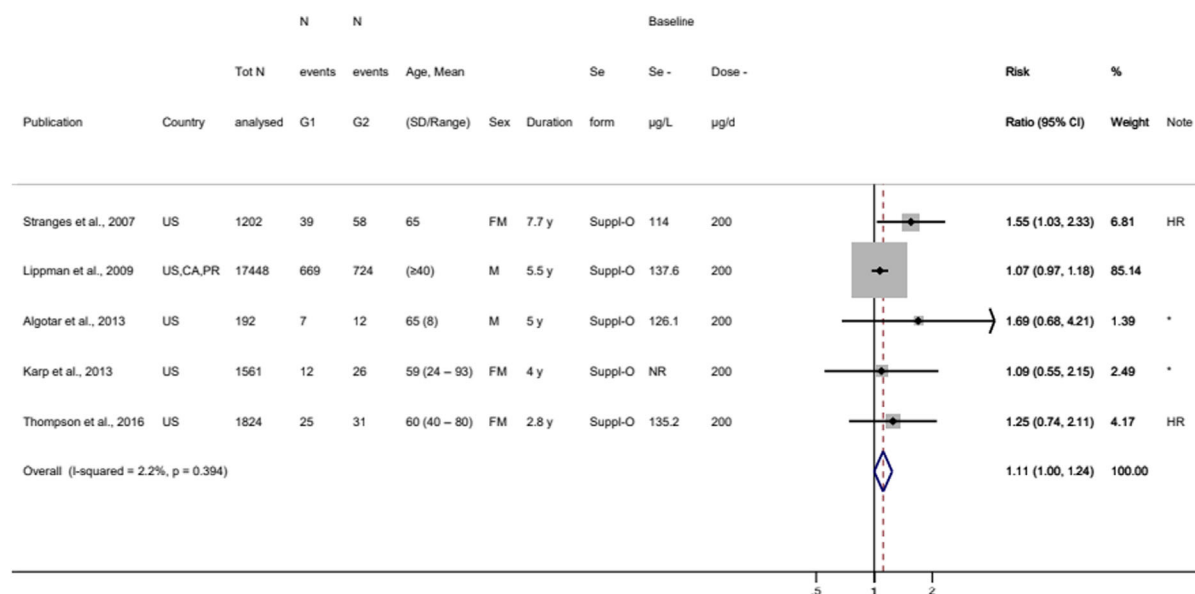 N N Baseline
Tot N events events Age, Mean Se Se - Dose - Risk %
Publication Country analysed G1 G2 (SD/Range) Sex Duration form µg/L µg/d Ratio (95% CI) Weight Note
Stranges et al., 2007 US 1202 39 58 65 FM 7.7 y Suppl-O 114 200 1.55 (1.03, 2.33) 6.81 HR
Lippman et al., 2009 US,CA,PR 17448 669 724 (≥40) M 5.5 y Suppl-O 137.6 200 1.07 (0.97, 1.18) 85.14
Algotar et al., 2013 US 192 7 12 65 (8) M 5 y Suppl-O 126.1 200 1.69 (0.68, 4.21) 1.39 *
Karp et al., 2013 US 1561 12 26 59 (24 – 93) FM 4 y Suppl-O NR 200 1.09 (0.55, 2.15) 2.49 *
Thompson et al., 2016 US 1824 25 31 60 (40 – 80) FM 2.8 y Suppl-O 135.2 200 1.25 (0.74, 2.11) 4.17 HR
Overall (I-squared = 2.2%, p = 0.394) 1.11 (1.00, 1.24) 100.00
.5 1 2